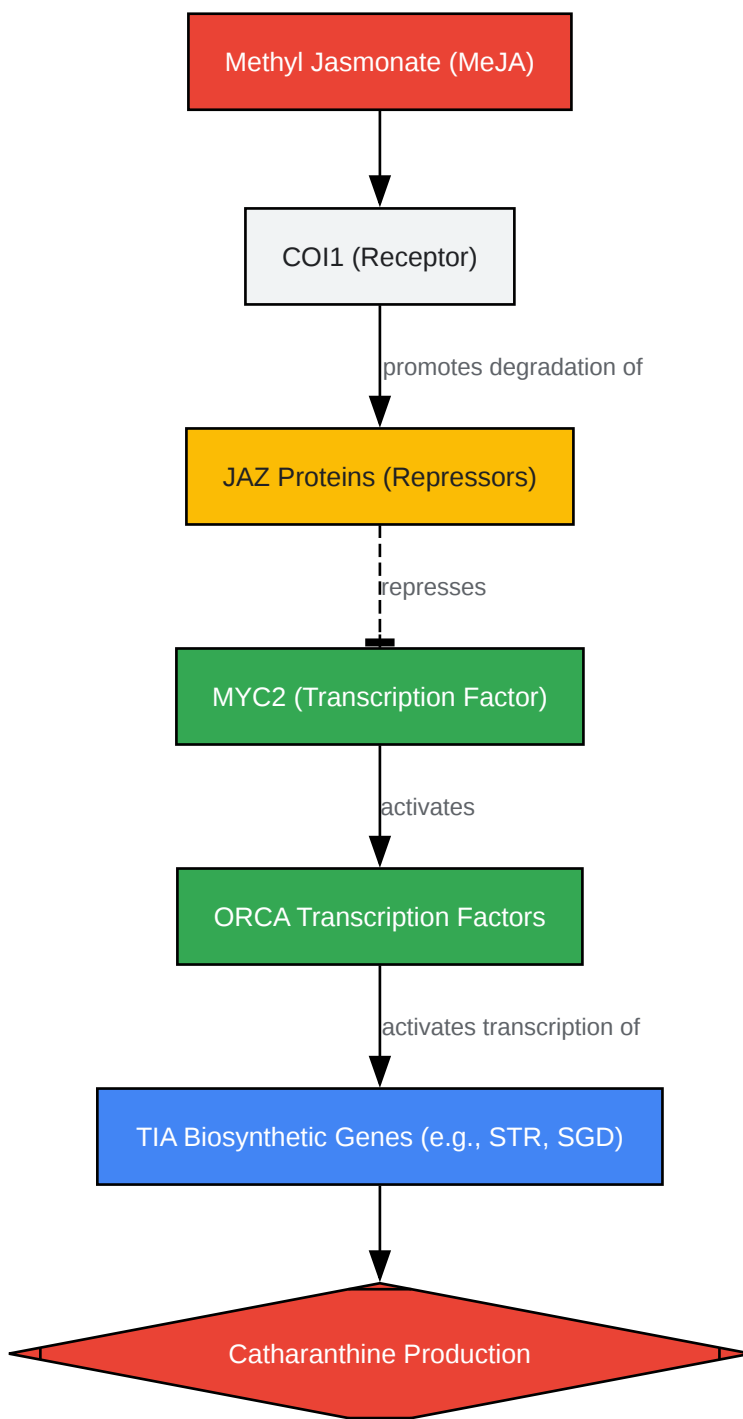 Methyl Jasmonate (MeJA)
COI1 (Receptor)
promotes degradation of
JAZ Proteins (Repressors)
represses
MYC2 (Transcription Factor)
activates
ORCA Transcription Factors
activates transcription of
TIA Biosynthetic Genes (e.g., STR, SGD)
Catharanthine Production